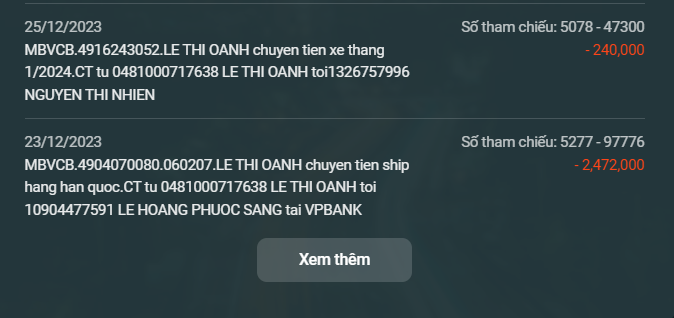 25/12/2023 Số tham chiếu: 5078 - 47300
MBVCB.4916243052.LE THI OANH chuyen tien xe thang - 240,000
1/2024.CT tu 0481000717638 LE THI OANH toi1326757996
NGUYEN THI NHIEN
23/12/2023 Số tham chiếu: 5277 - 97776
MBVCB.4904070080.060207.LE THI OANH chuyen tien ship - 2,472,000
hang han quoc.CT tu 0481000717638 LE THI OANH toi
10904477591 LE HOANG PHUOC SANG tai VPBANK
Xem thêm